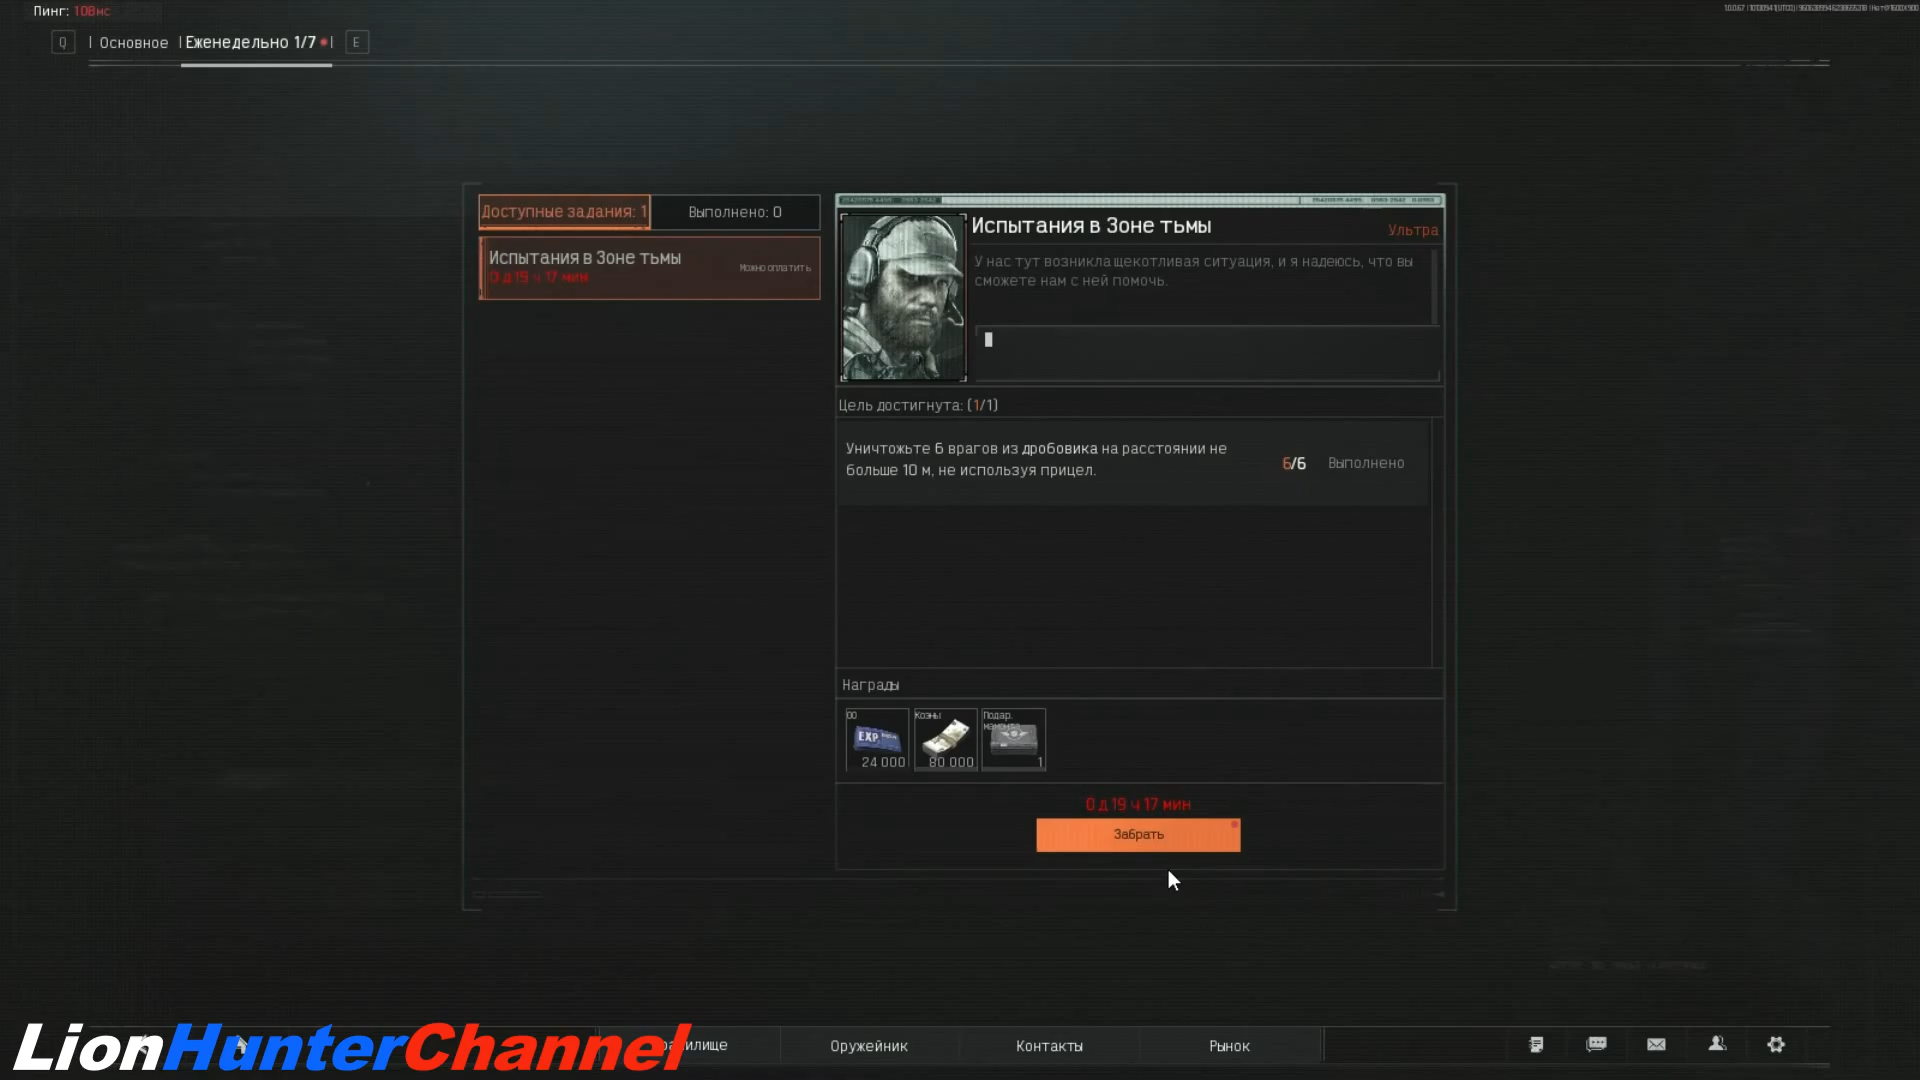 Пинг: 108мс
Q | Основное | Еженедельно 1/7 | E
Доступные задания: 1
Выполнено: 0
Испытания в Зоне тьмы
0 д 19 ч 17 мин
Можно оплатить
Испытания в Зоне тьмы
Ультра
У нас тут возникла щекотливая ситуация, и я надеюсь, что вы
сможете нам с ней помочь.
Цель достигнута: (1/1)
Уничтожьте 6 врагов из дробовика на расстоянии не
больше 10 м, не используя прицел.
6/6
Выполнено
Награды
ОО
EXP
24 000
Коэны
80 000
Подар.
мамонта
1
0 д 19 ч 17 мин
Забрать
LionHunterChannel
Оружейник
Контакты
Рынок